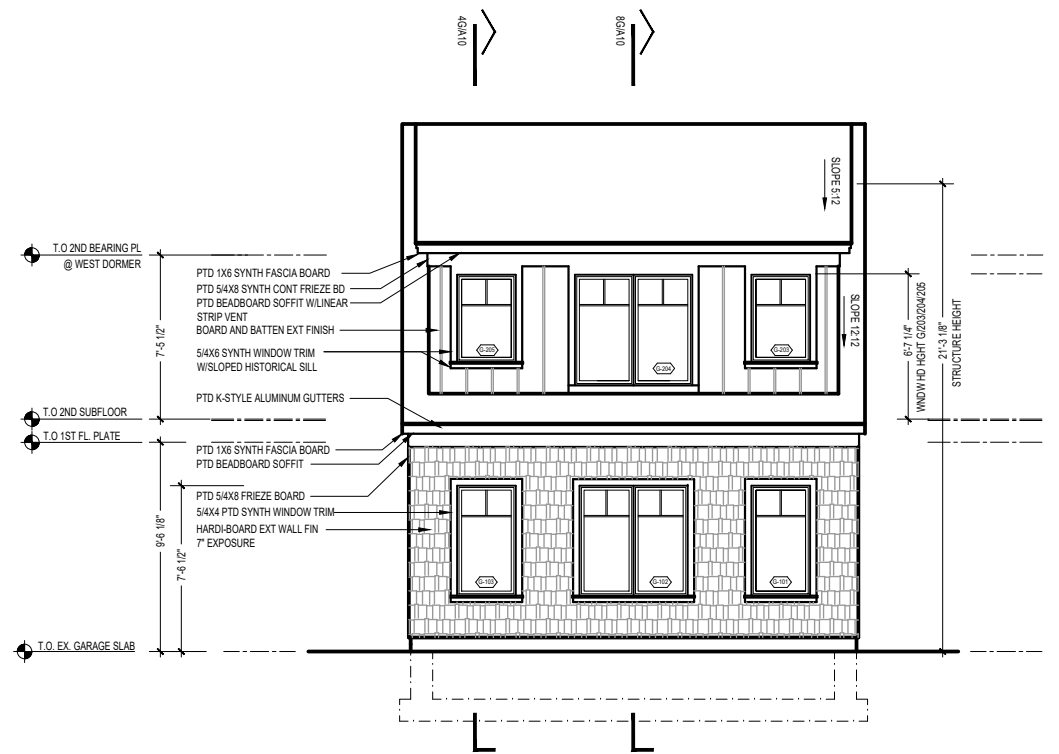 4G/A10
8G/A10
SLOPE 5:12
T.O 2ND BEARING PL
@ WEST DORMER
PTD 1X6 SYNTH FASCIA BOARD
PTD 5/4X8 SYNTH CONT FRIEZE BD
PTD BEADBOARD SOFFIT W/LINEAR
STRIP VENT
BOARD AND BATTEN EXT FINISH
5/4X6 SYNTH WINDOW TRIM
W/SLOPED HISTORICAL SILL
PTD K-STYLE ALUMINUM GUTTERS
7'-5 1/2"
G-205
G-204
G-203
SLOPE 12:12
6'-7 1/4"
WNDW HD HGHT G/203/204/205
21'-3 1/8"
STRUCTURE HEIGHT
T.O 2ND SUBFLOOR
T.O 1ST FL. PLATE
PTD 1X6 SYNTH FASCIA BOARD
PTD BEADBOARD SOFFIT
PTD 5/4X8 FRIEZE BOARD
5/4X4 PTD SYNTH WINDOW TRIM
HARDI-BOARD EXT WALL FIN
7" EXPOSURE
9'-6 1/8"
7'-6 1/2"
G-103
G-102
G-101
T.O. EX. GARAGE SLAB